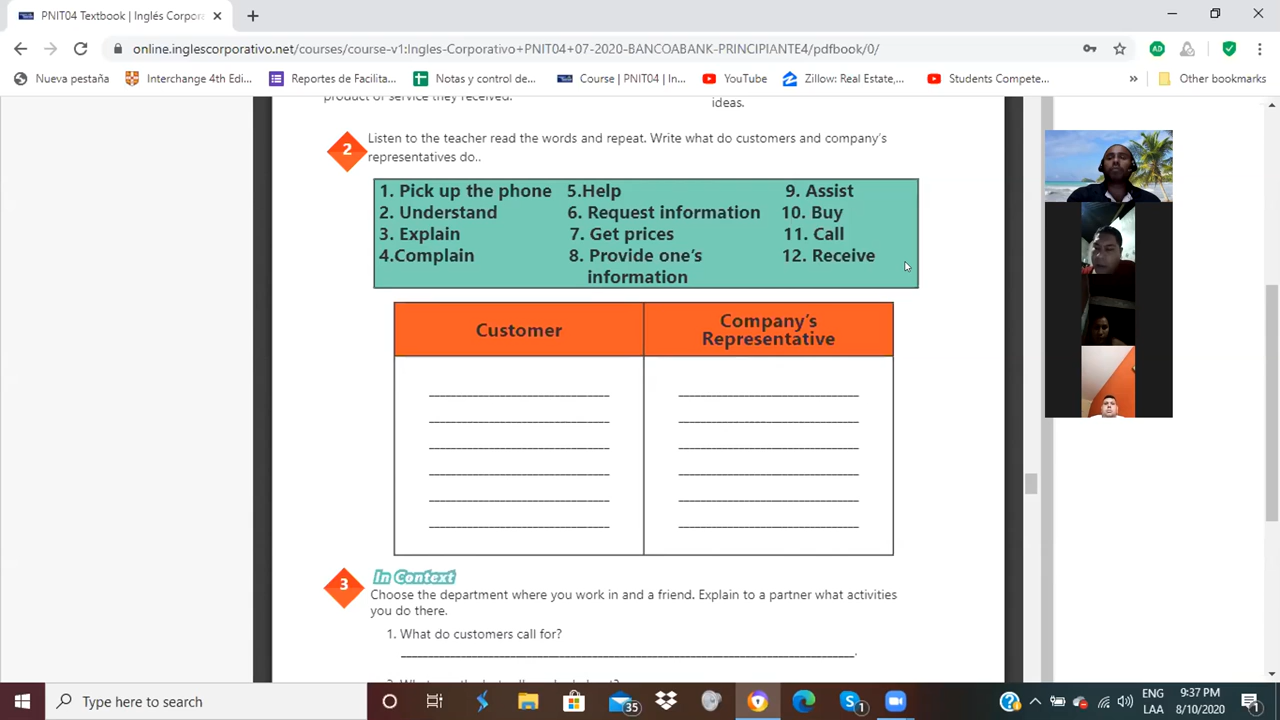 PNIT04 Textbook | Inglés Corpora
online.inglescorporativo.net/courses/course-v1:Ingles-Corporativo+PNIT04+07-2020-BANCOABANK-PRINCIPIANTE4/pdfbook/0/
Nueva pestaña
Interchange 4th Edi...
Reportes de Facilita...
Notas y control de...
Course | PNIT04 | In...
YouTube
Zillow: Real Estate,...
Students Compete...
»
Other bookmarks
product or service they received.
ideas.
2
Listen to the teacher read the words and repeat. Write what do customers and company's
representatives do..
1. Pick up the phone
2. Understand
3. Explain
4.Complain
5.Help
6. Request information
7. Get prices
8. Provide one's
information
9. Assist
10. Buy
11. Call
12. Receive
Customer
Company's
Representative
3
In Context
Choose the department where you work in and a friend. Explain to a partner what activities
you do there.
1. What do customers call for?
Type here to search
35
1
ENG
LAA
9:37 PM
8/10/2020
1